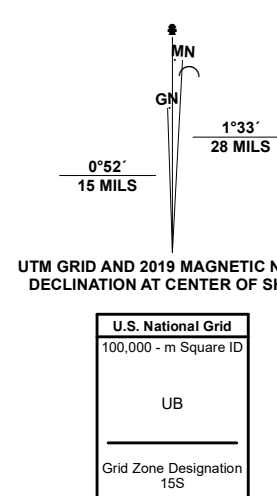 MN
GN
1°33´
28 MILS
0°52´
15 MILS
UTM GRID AND 2019 MAGNETIC
DECLINATION AT CENTER OF
U.S. National Grid
100,000 - m Square ID
UB
Grid Zone Designation
15S